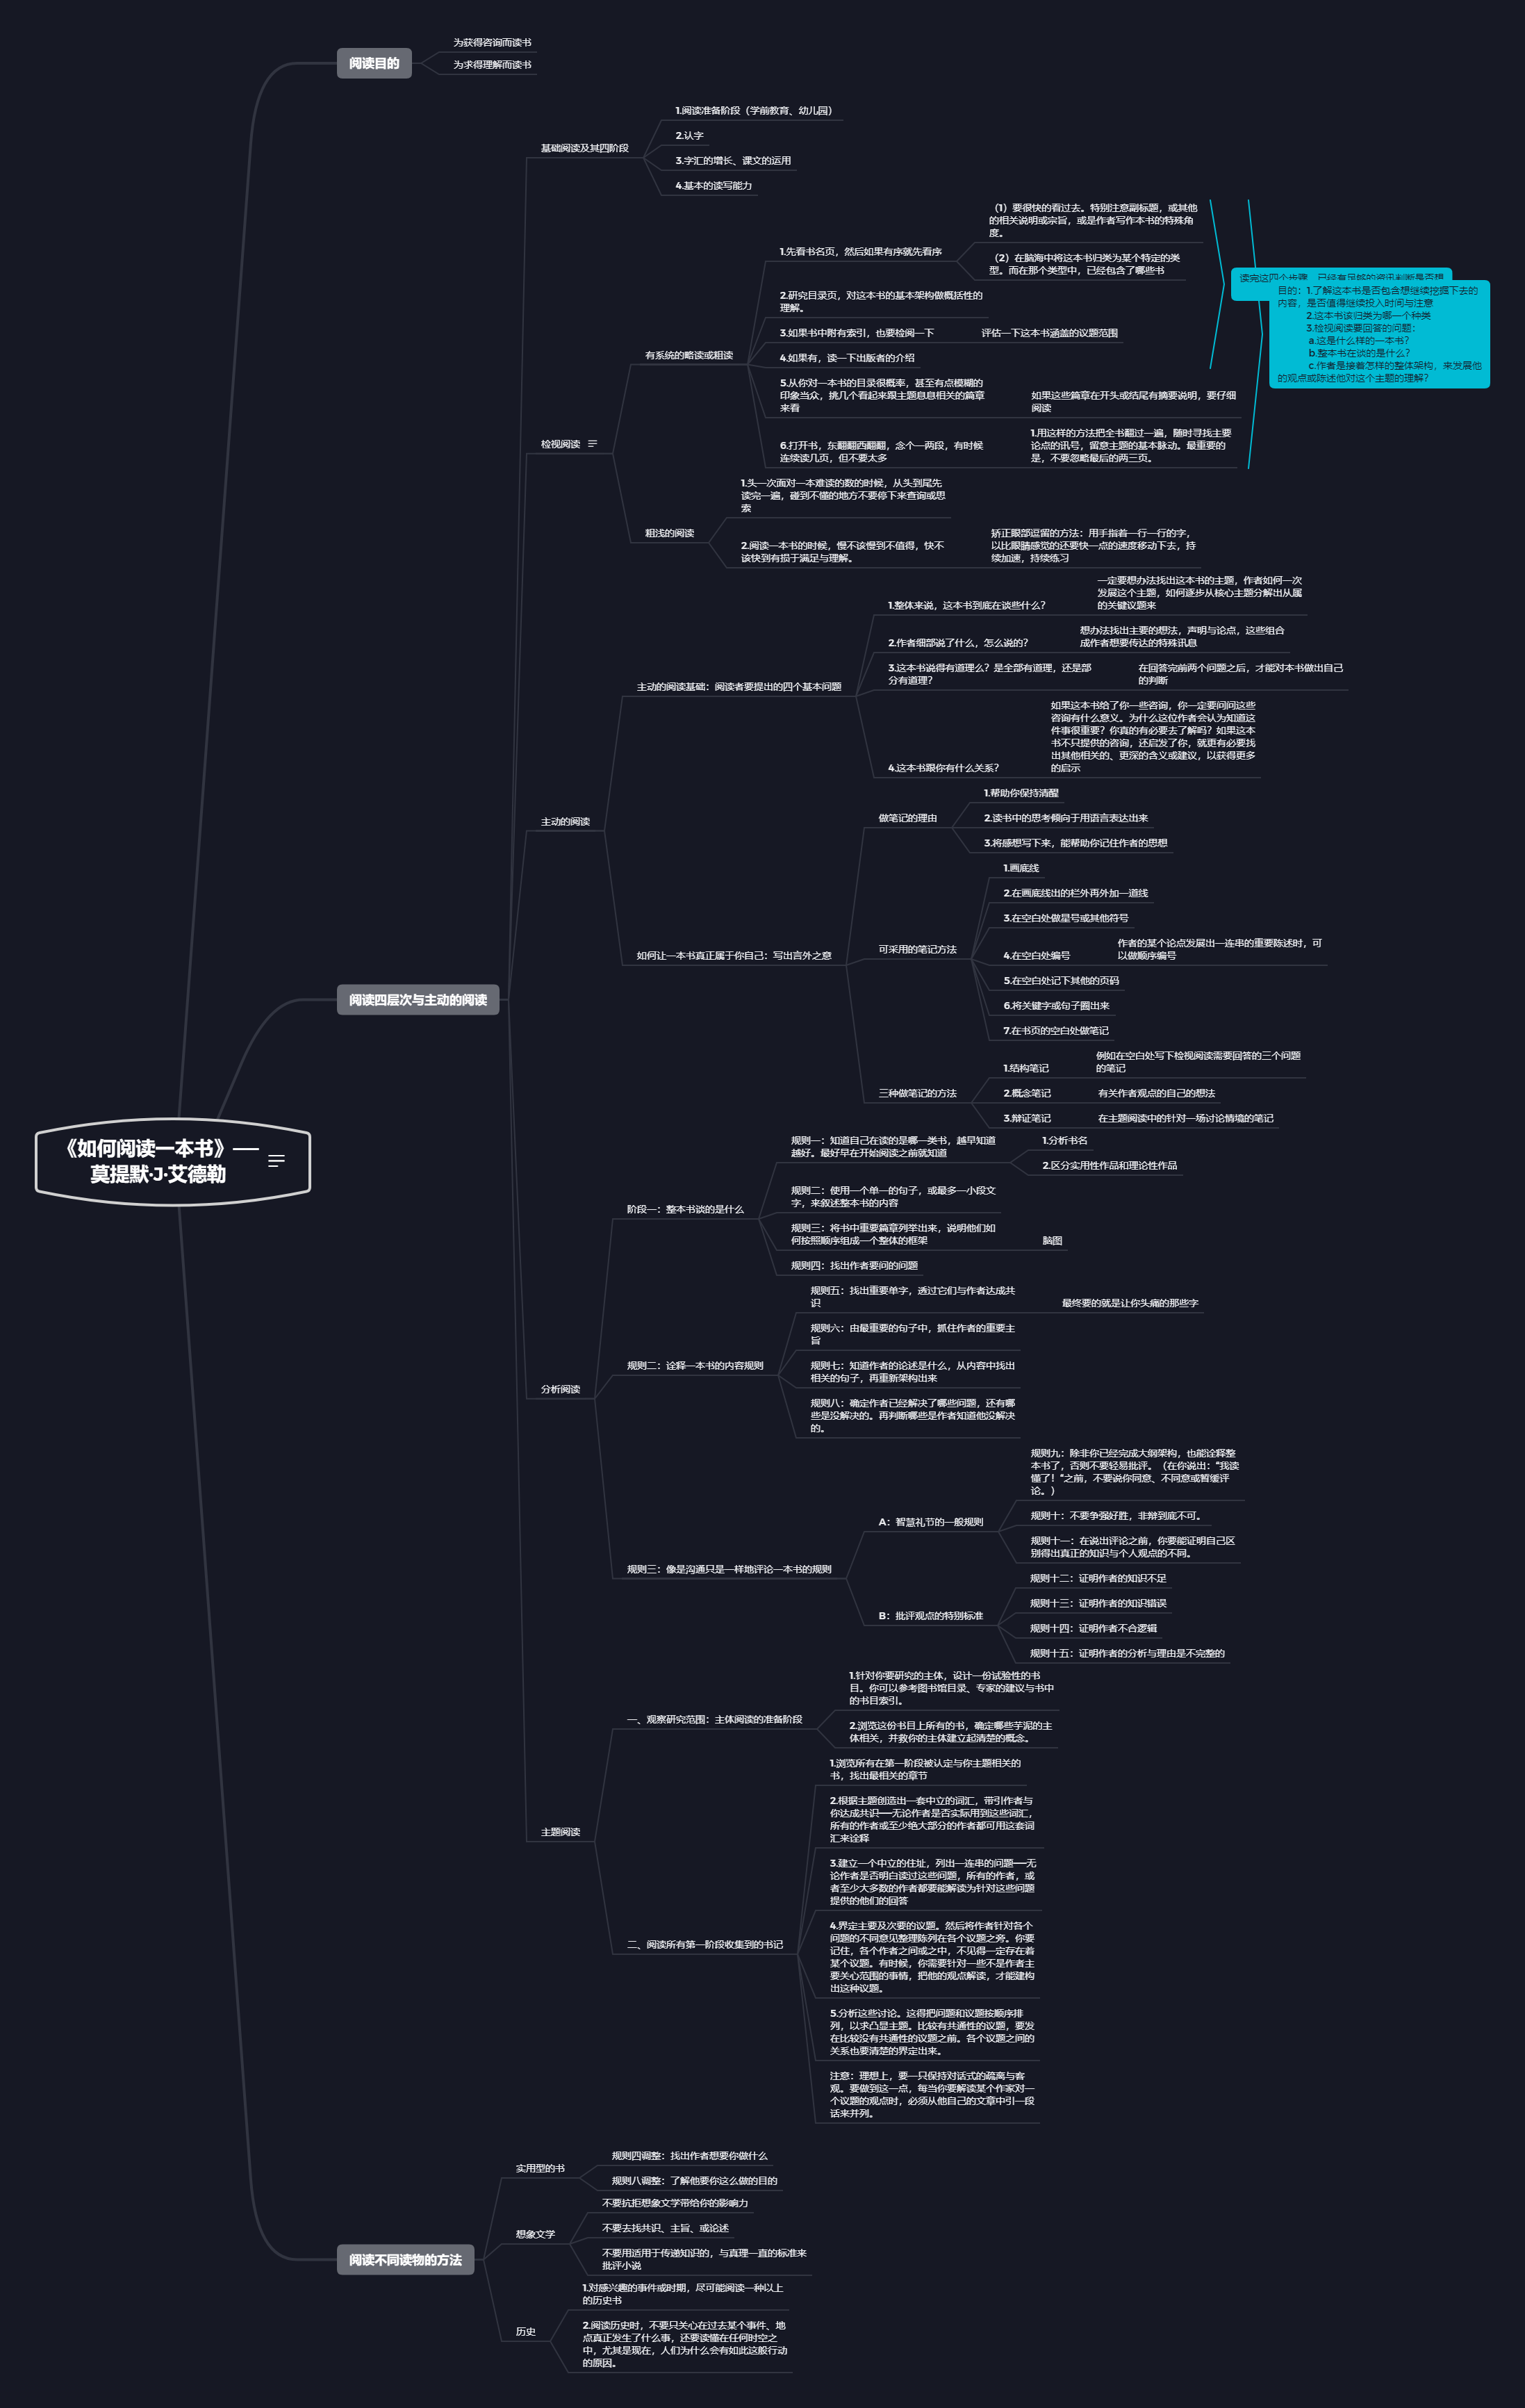 《如何阅读一本书》——
莫提默·J·艾德勒
阅读目的
为获得咨询而读书
为求得理解而读书
阅读四层次与主动的阅读
基础阅读及其四阶段
1.阅读准备阶段（学前教育、幼儿园）
2.认字
3.字汇的增长、课文的运用
4.基本的读写能力
检视阅读
有系统的略读或粗读
1.先看书名页，然后如果有序就先看序
（1）要很快的看过去。特别注意副标题，或其他
的相关说明或宗旨，或是作者写作本书的特殊角
度。
（2）在脑海中将这本书归类为某个特定的类
型。而在那个类型中，已经包含了哪些书
2.研究目录页，对这本书的基本架构做概括性的
理解。
3.如果书中附有索引，也要检阅一下
评估一下这本书涵盖的议题范围
4.如果有，读一下出版者的介绍
5.从你对一本书的目录很概率，甚至有点模糊的
印象当众，挑几个看起来跟主题息息相关的篇章
来看
如果这些篇章在开头或结尾有摘要说明，要仔细
阅读
6.打开书，东翻翻西翻翻，念个一两段，有时候
连续读几页，但不要太多
1.用这样的方法把全书翻过一遍，随时寻找主要
论点的讯号，留意主题的基本脉动。最重要的
是，不要忽略最后的两三页。
读完这四个步骤，已经有足够的资讯判断是否想
目的：1.了解这本书是否包含想继续挖掘下去的
内容，是否值得继续投入时间与注意
2.这本书该归类为哪一个种类
3.检视阅读要回答的问题：
a.这是什么样的一本书？
b.整本书在谈的是什么？
c.作者是接着怎样的整体架构，来发展他
的观点或陈述他对这个主题的理解？
粗浅的阅读
1.头一次面对一本难读的数的时候，从头到尾先
读完一遍，碰到不懂的地方不要停下来查询或思
索
2.阅读一本书的时候，慢不该慢到不值得，快不
该快到有损于满足与理解。
矫正眼部逗留的方法：用手指着一行一行的字，
以比眼睛感觉的还要快一点的速度移动下去，持
续加速，持续练习
主动的阅读
主动的阅读基础：阅读者要提出的四个基本问题
1.整体来说，这本书到底在谈些什么？
一定要想办法找出这本书的主题，作者如何一次
发展这个主题，如何逐步从核心主题分解出从属
的关键议题来
2.作者细部说了什么，怎么说的？
想办法找出主要的想法，声明与论点，这些组合
成作者想要传达的特殊讯息
3.这本书说得有道理么？是全部有道理，还是部
分有道理？
在回答完前两个问题之后，才能对本书做出自己
的判断
4.这本书跟你有什么关系？
如果这本书给了你一些咨询，你一定要问问这些
咨询有什么意义。为什么这位作者会认为知道这
件事很重要？你真的有必要去了解吗？如果这本
书不只提供的咨询，还启发了你，就更有必要找
出其他相关的、更深的含义或建议，以获得更多
的启示
如何让一本书真正属于你自己：写出言外之意
做笔记的理由
1.帮助你保持清醒
2.读书中的思考倾向于用语言表达出来
3.将感想写下来，能帮助你记住作者的思想
可采用的笔记方法
1.画底线
2.在画底线出的栏外再外加一道线
3.在空白处做星号或其他符号
4.在空白处编号
作者的某个论点发展出一连串的重要陈述时，可
以做顺序编号
5.在空白处记下其他的页码
6.将关键字或句子圈出来
7.在书页的空白处做笔记
三种做笔记的方法
1.结构笔记
例如在空白处写下检视阅读需要回答的三个问题
的笔记
2.概念笔记
有关作者观点的自己的想法
3.辩证笔记
在主题阅读中的针对一场讨论情境的笔记
分析阅读
阶段一：整本书谈的是什么
规则一：知道自己在读的是哪一类书，越早知道
越好。最好早在开始阅读之前就知道
1.分析书名
2.区分实用性作品和理论性作品
规则二：使用一个单一的句子，或最多一小段文
字，来叙述整本书的内容
规则三：将书中重要篇章列举出来，说明他们如
何按照顺序组成一个整体的框架
脑图
规则四：找出作者要问的问题
规则二：诠释一本书的内容规则
规则五：找出重要单字，透过它们与作者达成共
识
最终要的就是让你头痛的那些字
规则六：由最重要的句子中，抓住作者的重要主
旨
规则七：知道作者的论述是什么，从内容中找出
相关的句子，再重新架构出来
规则八：确定作者已经解决了哪些问题，还有哪
些是没解决的。再判断哪些是作者知道他没解决
的。
规则三：像是沟通只是一样地评论一本书的规则
A：智慧礼节的一般规则
规则九：除非你已经完成大纲架构，也能诠释整
本书了，否则不要轻易批评。（在你说出：“我读
懂了！“之前，不要说你同意、不同意或暂缓评
论。）
规则十：不要争强好胜，非辩到底不可。
规则十一：在说出评论之前，你要能证明自己区
别得出真正的知识与个人观点的不同。
B：批评观点的特别标准
规则十二：证明作者的知识不足
规则十三：证明作者的知识错误
规则十四：证明作者不合逻辑
规则十五：证明作者的分析与理由是不完整的
主题阅读
一、观察研究范围：主体阅读的准备阶段
1.针对你要研究的主体，设计一份试验性的书
目。你可以参考图书馆目录、专家的建议与书中
的书目索引。
2.浏览这份书目上所有的书，确定哪些芋泥的主
体相关，并救你的主体建立起清楚的概念。
二、阅读所有第一阶段收集到的书记
1.浏览所有在第一阶段被认定与你主题相关的
书，找出最相关的章节
2.根据主题创造出一套中立的词汇，带引作者与
你达成共识——无论作者是否实际用到这些词汇，
所有的作者或至少绝大部分的作者都可用这套词
汇来诠释
3.建立一个中立的住址，列出一连串的问题——无
论作者是否明白读过这些问题，所有的作者，或
者至少大多数的作者都要能解读为针对这些问题
提供的他们的回答
4.界定主要及次要的议题。然后将作者针对各个
问题的不同意见整理陈列在各个议题之旁。你要
记住，各个作者之间或之中，不见得一定存在着
某个议题。有时候，你需要针对一些不是作者主
要关心范围的事情，把他的观点解读，才能建构
出这种议题。
5.分析这些讨论。这得把问题和议题按顺序排
列，以求凸显主题。比较有共通性的议题，要发
在比较没有共通性的议题之前。各个议题之间的
关系也要清楚的界定出来。
注意：理想上，要一只保持对话式的疏离与客
观。要做到这一点，每当你要解读某个作家对一
个议题的观点时，必须从他自己的文章中引一段
话来并列。
阅读不同读物的方法
实用型的书
规则四调整：找出作者想要你做什么
规则八调整：了解他要你这么做的目的
想象文学
不要抗拒想象文学带给你的影响力
不要去找共识、主旨、或论述
不要用适用于传递知识的，与真理一直的标准来
批评小说
历史
1.对感兴趣的事件或时期，尽可能阅读一种以上
的历史书
2.阅读历史时，不要只关心在过去某个事件、地
点真正发生了什么事，还要读懂在任何时空之
中，尤其是现在，人们为什么会有如此这般行动
的原因。